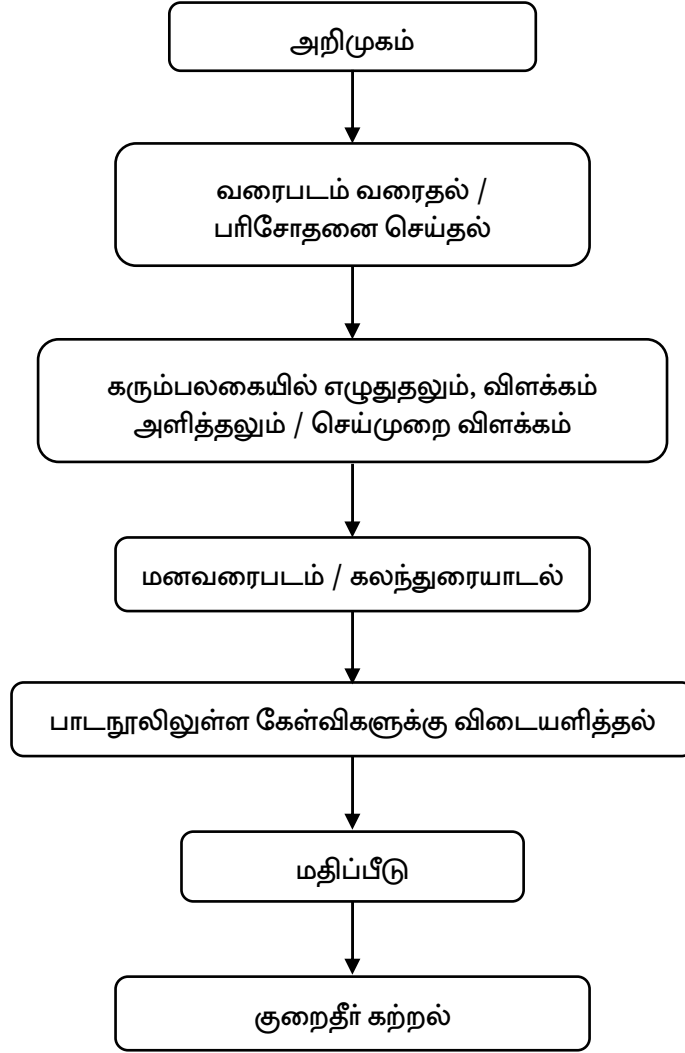 அறிமுகம்
வரைபடம் வரைதல் /
பரிசோதனை செய்தல்
கரும்பலகையில் எழுதுதலும், விளக்கம்
அளித்தலும் / செய்முறை விளக்கம்
மனவரைபடம் / கலந்துரையாடல்
பாடநூலிலுள்ள கேள்விகளுக்கு விடையளித்தல்
மதிப்பீடு
குறைதீர் கற்றல்